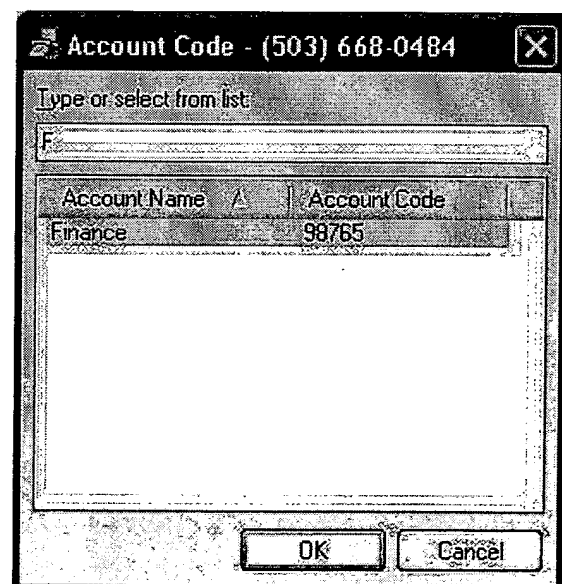 Account Code - (503) 668-0484
Type or select from list:
F
Account Name Account Code
Finance 98765
OK Cancel